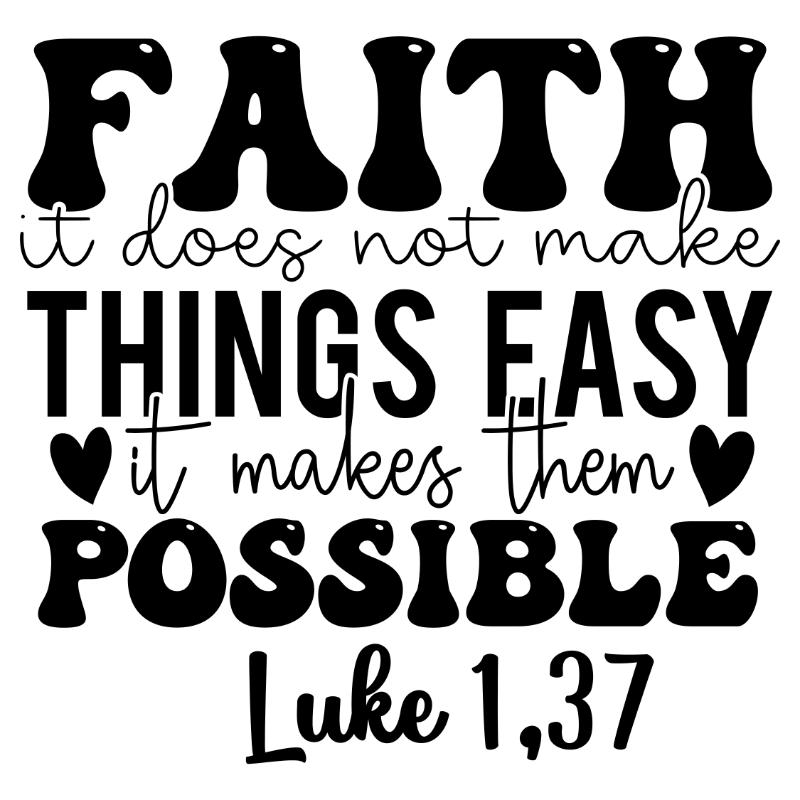 FAITH
it does not make
THINGS EASY
it makes them
POSSIBLE
Luke 1,37